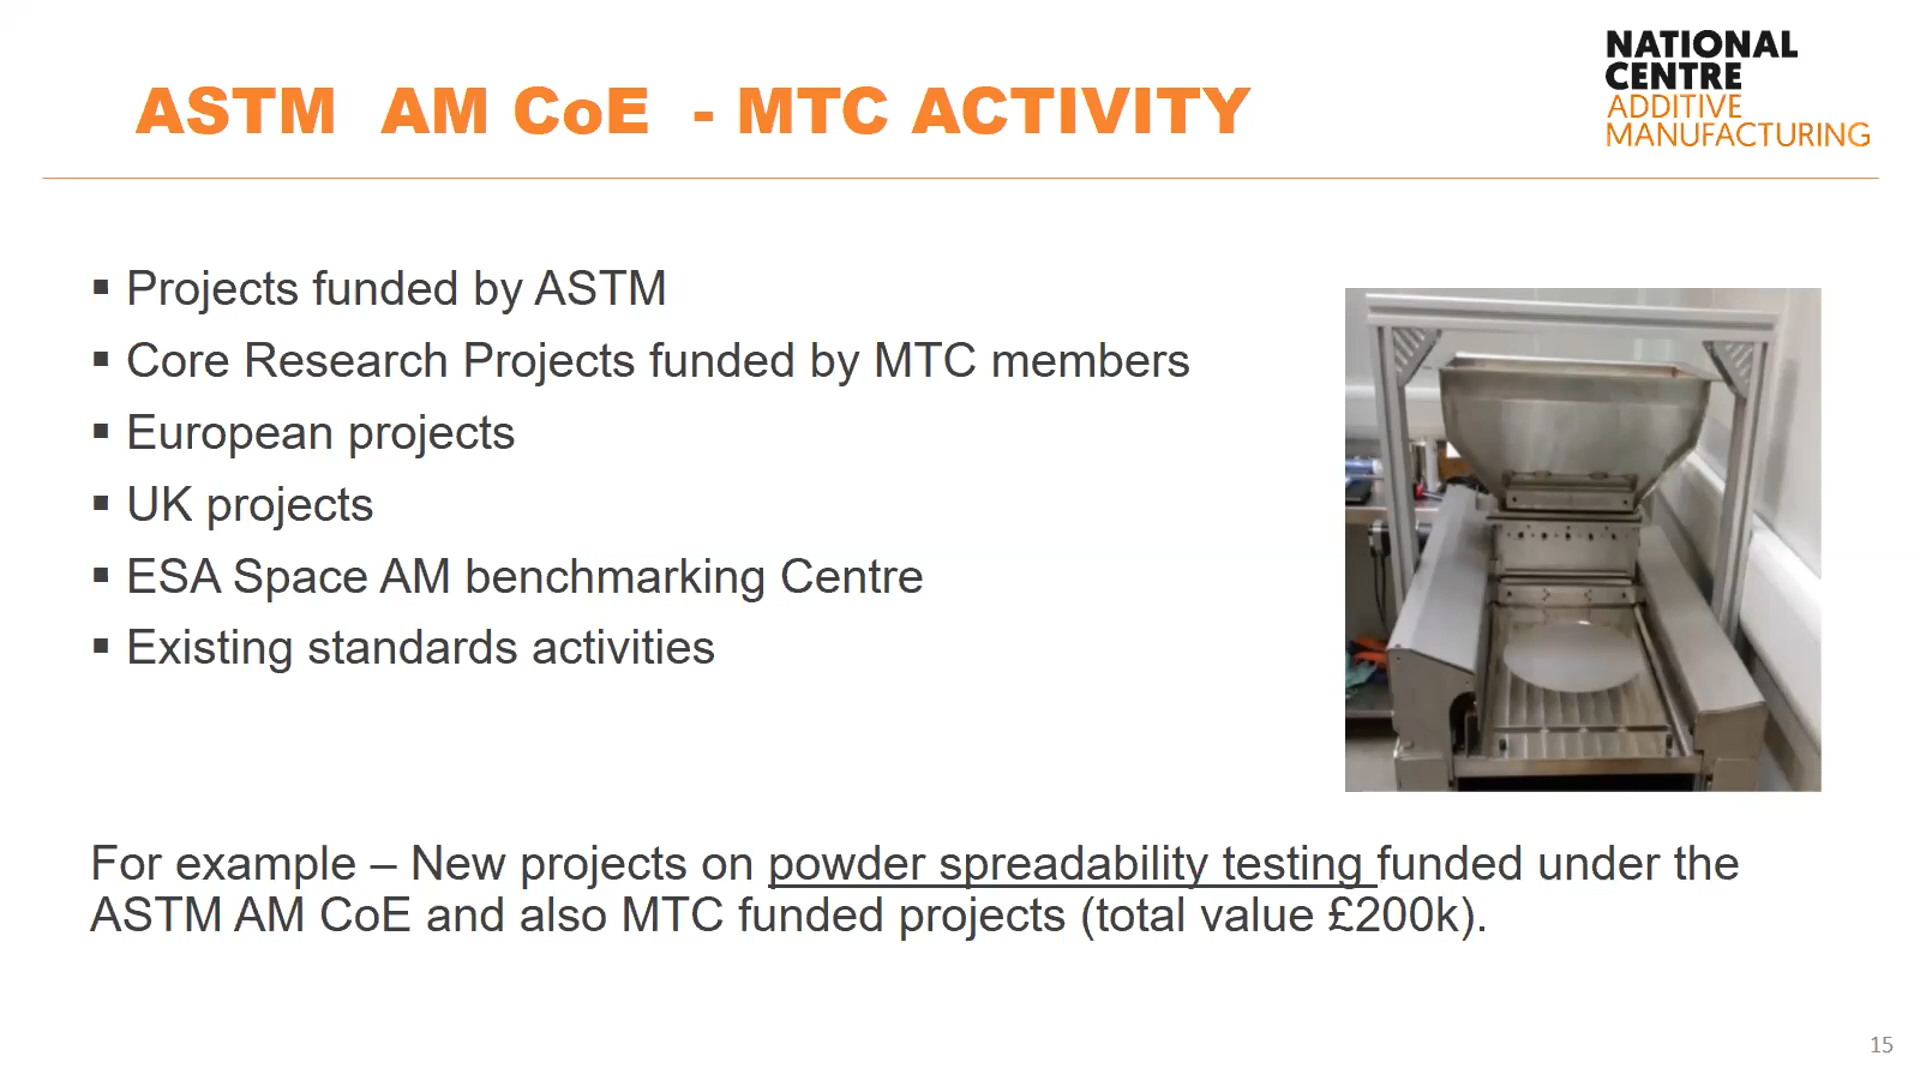 ASTM AM CoE - MTC ACTIVITY
NATIONAL
CENTRE
ADDITIVE
MANUFACTURING
▪ Projects funded by ASTM
▪ Core Research Projects funded by MTC members
▪ European projects
▪ UK projects
▪ ESA Space AM benchmarking Centre
▪ Existing standards activities
For example – New projects on powder spreadability testing funded under the
ASTM AM CoE and also MTC funded projects (total value £200k).
15